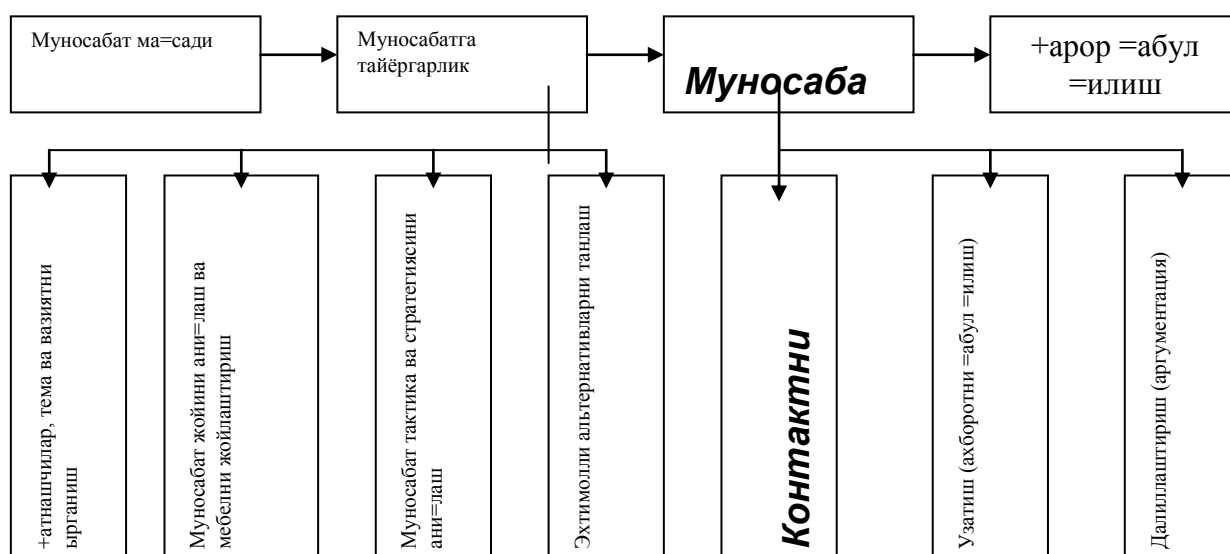 Муносабат ма=сади
Муносабатга
тайёргарлик
Муносаба
+арор =абул
=илиш
+атнашчилар, тема ва вазиятни
ырганиш
Муносабат жойини ани=лаш ва
мебелни жойлаштириш
Муносабат тактика ва стратегиясини
ани=лаш
Эхтимолли альтернативларни танлаш
Контактни
Узатиш (ахборотни =абул =илиш)
Далиллаштириш (аргументация)